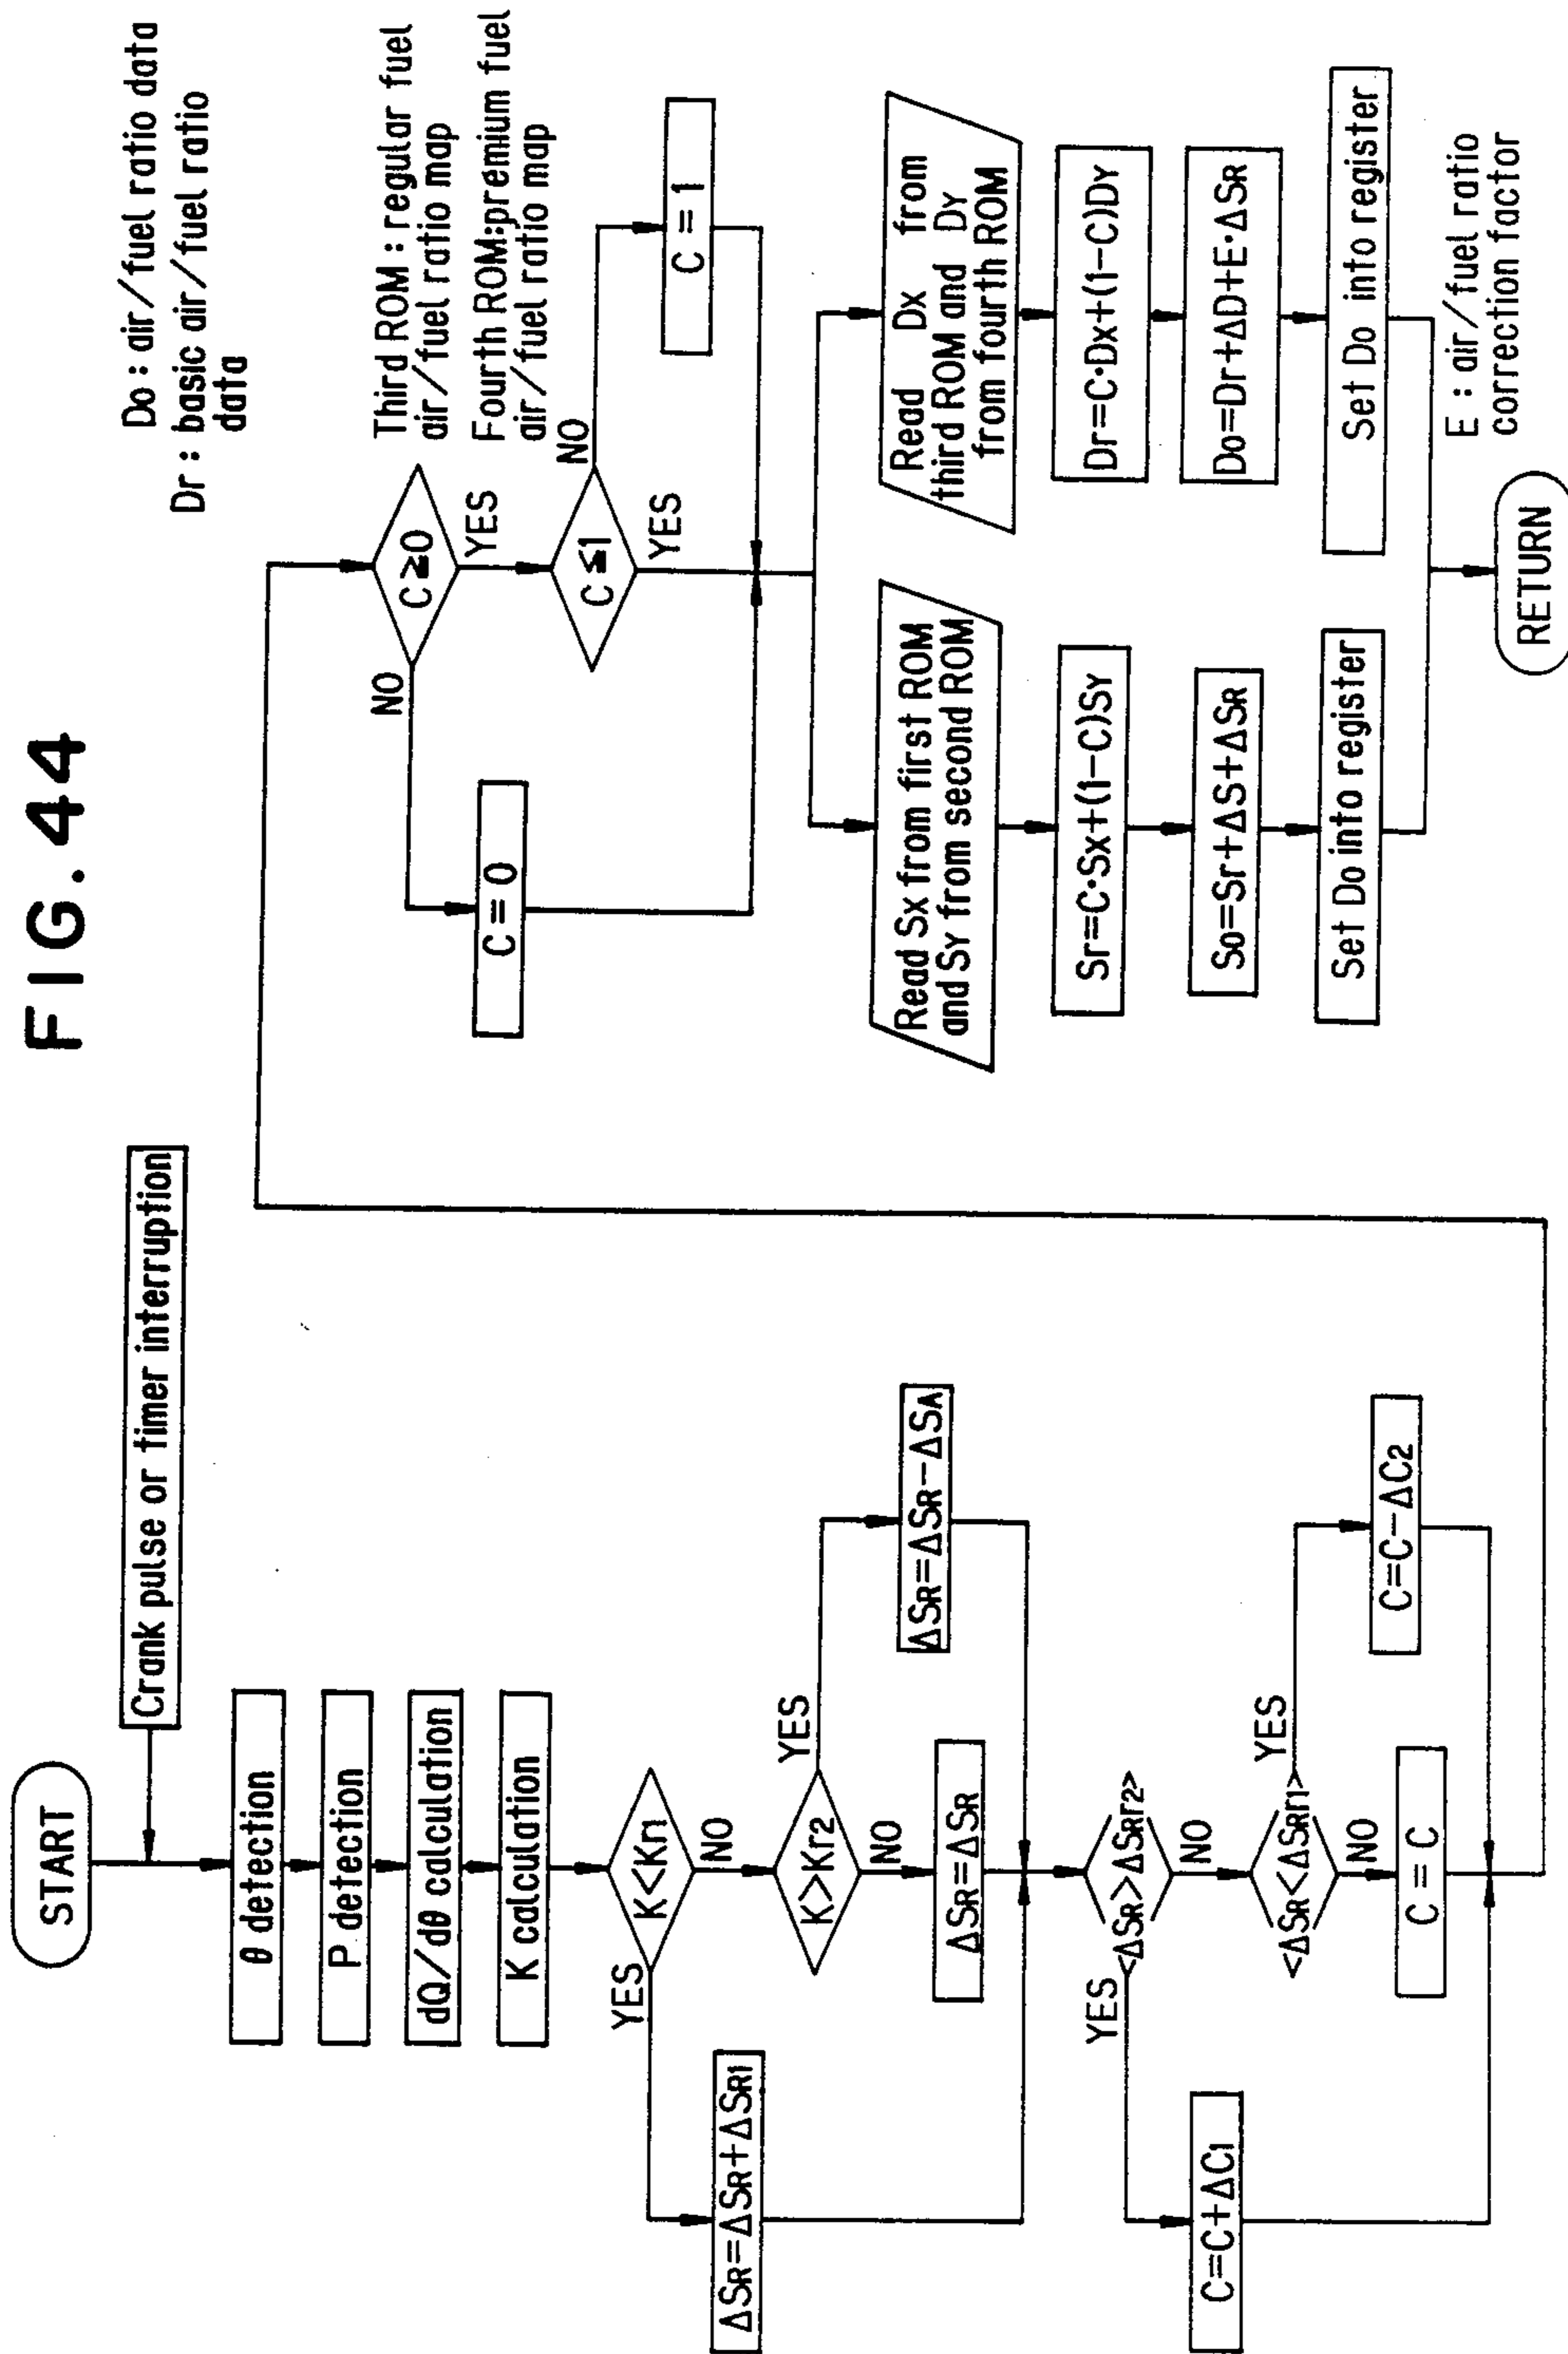 FIG. 44
START
Crank pulse or timer interruption
θ detection
P detection
dQ/dθ calculation
K calculation
K<Kr1
YES
NO
ΔSR=ΔSR+ΔSR1
K>Kr2
YES
NO
ΔSR=ΔSR
ΔSR=ΔSR-ΔSA
<ΔSR>ΔSRr2>
YES
NO
C=C+ΔC1
<ΔSR<ΔSRr1>
YES
NO
C=C
C=C-ΔC2
Do : air/fuel ratio data
Dr : basic air/fuel ratio
data
C≧0
NO
YES
C=0
Third ROM : regular fuel
air/fuel ratio map
Fourth ROM:premium fuel
air/fuel ratio map
C≦1
NO
YES
C=1
Read Sx from first ROM
and SY from second ROM
Sr=C·Sx+(1-C)SY
So=Sr+ΔS+ΔSR
Set Do into register
Read Dx from
third ROM and DY
from fourth ROM
Dr=C·Dx+(1-C)DY
Do=Dr+ΔD+E·ΔSR
Set Do into register
E : air/fuel ratio
correction factor
RETURN